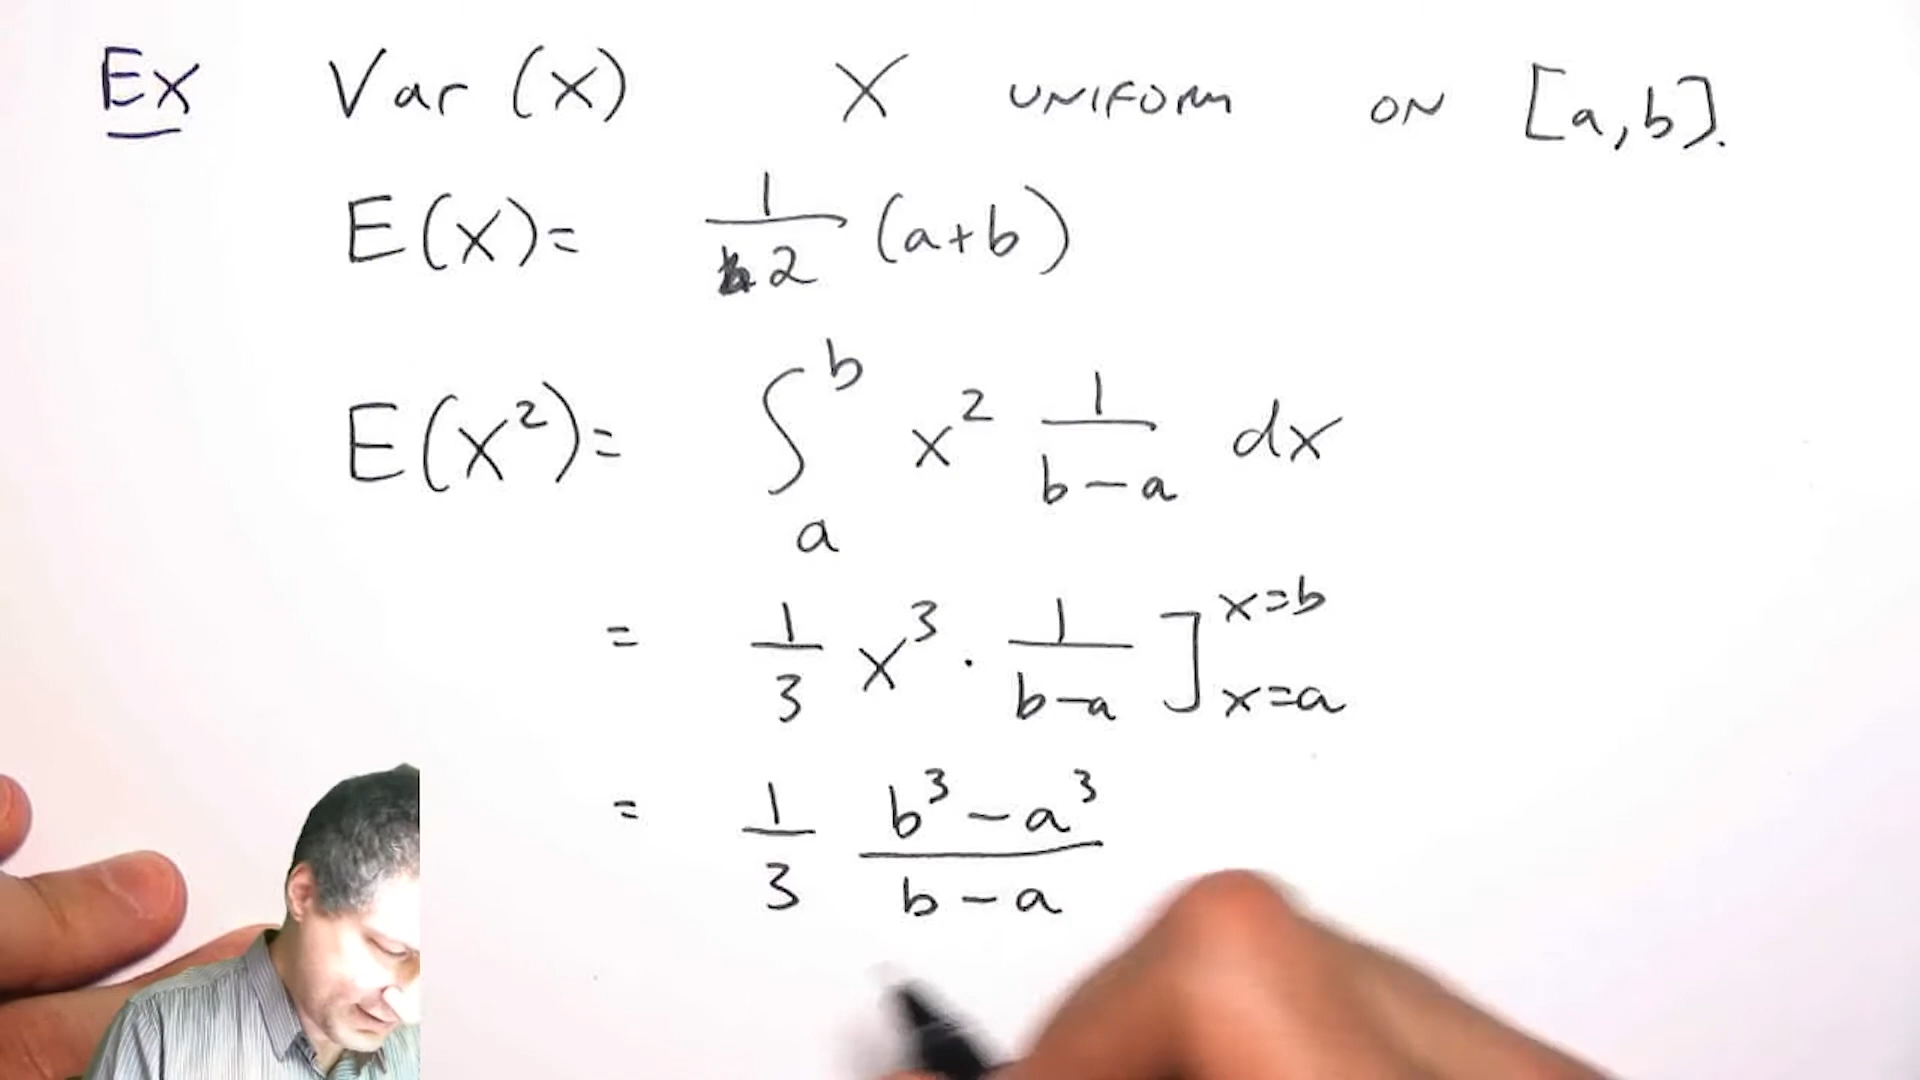 Ex Var (X) X UNIFORM ON [a,b].
E(X)= 1/2 (a+b)
E(X²)= ∫_a^b x² 1/(b-a) dx
= 1/3 x³ · 1/(b-a) ]_{x=a}^{x=b}
= 1/3 (b³-a³)/(b-a)